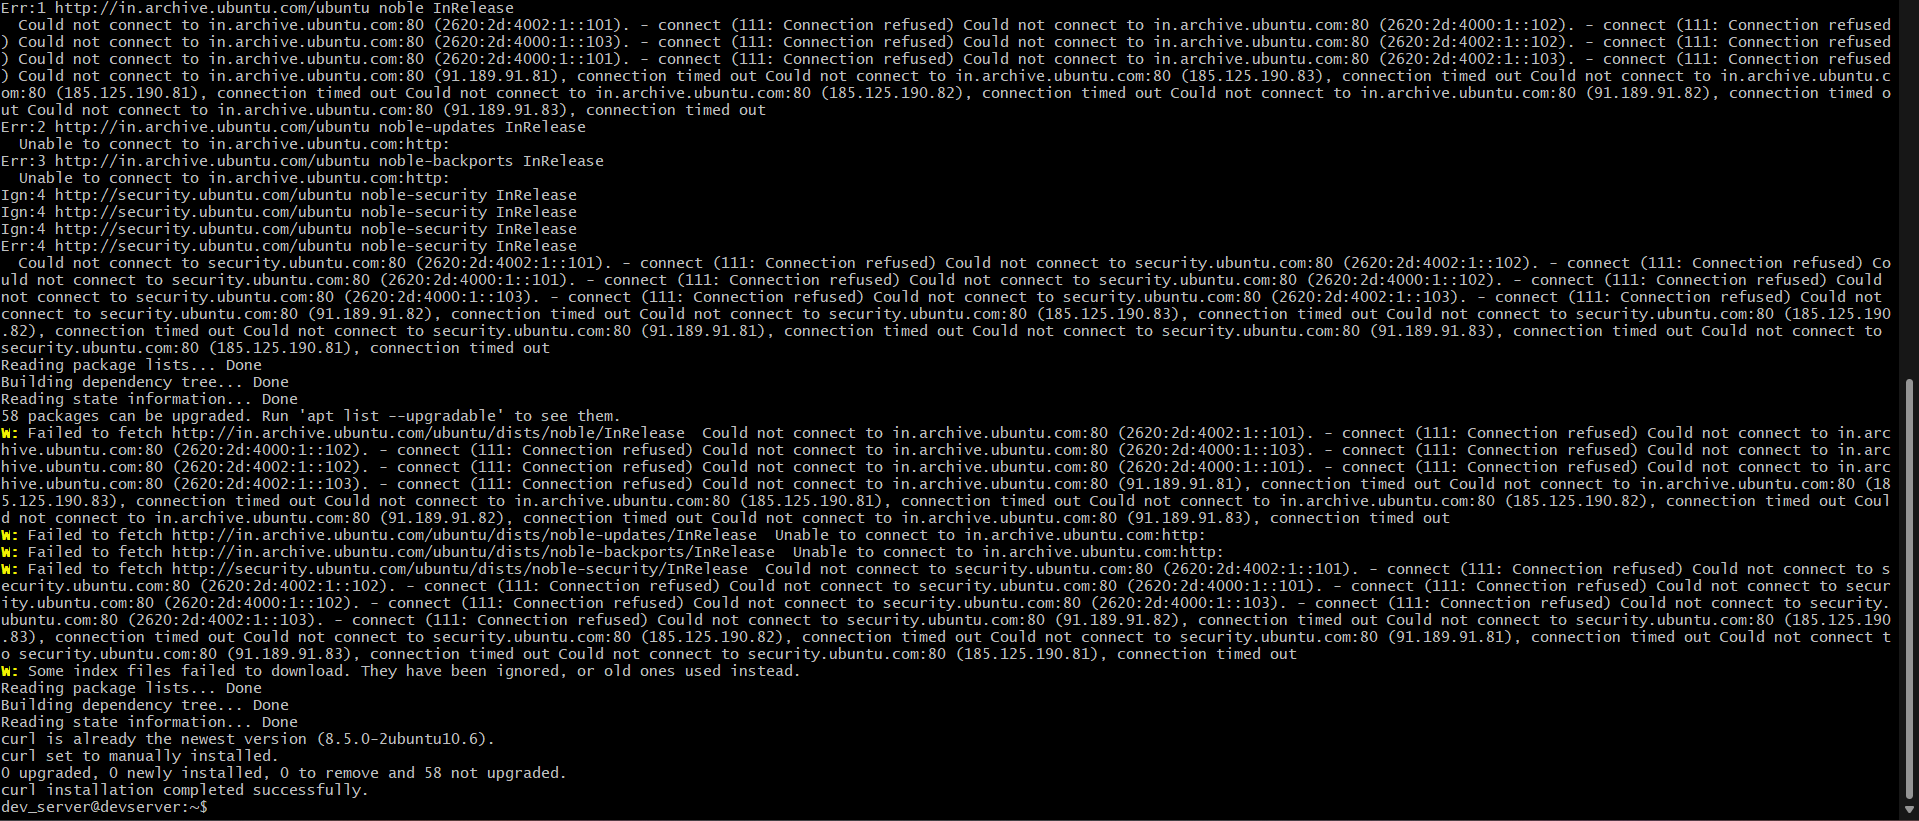 Err:1 http://in.archive.ubuntu.com/ubuntu noble InRelease
  Could not connect to in.archive.ubuntu.com:80 (2620:2d:4002:1::101). - connect (111: Connection refused) Could not connect to in.archive.ubuntu.com:80 (2620:2d:4000:1::102). - connect (111: Connection refused
) Could not connect to in.archive.ubuntu.com:80 (2620:2d:4000:1::103). - connect (111: Connection refused) Could not connect to in.archive.ubuntu.com:80 (2620:2d:4002:1::102). - connect (111: Connection refused
) Could not connect to in.archive.ubuntu.com:80 (2620:2d:4000:1::101). - connect (111: Connection refused) Could not connect to in.archive.ubuntu.com:80 (2620:2d:4002:1::103). - connect (111: Connection refused
) Could not connect to in.archive.ubuntu.com:80 (91.189.91.81), connection timed out Could not connect to in.archive.ubuntu.com:80 (185.125.190.83), connection timed out Could not connect to in.archive.ubuntu.c
om:80 (185.125.190.81), connection timed out Could not connect to in.archive.ubuntu.com:80 (185.125.190.82), connection timed out Could not connect to in.archive.ubuntu.com:80 (91.189.91.82), connection timed o
ut Could not connect to in.archive.ubuntu.com:80 (91.189.91.83), connection timed out
Err:2 http://in.archive.ubuntu.com/ubuntu noble-updates InRelease
  Unable to connect to in.archive.ubuntu.com:http:
Err:3 http://in.archive.ubuntu.com/ubuntu noble-backports InRelease
  Unable to connect to in.archive.ubuntu.com:http:
Ign:4 http://security.ubuntu.com/ubuntu noble-security InRelease
Ign:4 http://security.ubuntu.com/ubuntu noble-security InRelease
Ign:4 http://security.ubuntu.com/ubuntu noble-security InRelease
Err:4 http://security.ubuntu.com/ubuntu noble-security InRelease
  Could not connect to security.ubuntu.com:80 (2620:2d:4002:1::101). - connect (111: Connection refused) Could not connect to security.ubuntu.com:80 (2620:2d:4002:1::102). - connect (111: Connection refused) Co
uld not connect to security.ubuntu.com:80 (2620:2d:4000:1::101). - connect (111: Connection refused) Could not connect to security.ubuntu.com:80 (2620:2d:4000:1::102). - connect (111: Connection refused) Could
not connect to security.ubuntu.com:80 (2620:2d:4000:1::103). - connect (111: Connection refused) Could not connect to security.ubuntu.com:80 (2620:2d:4002:1::103). - connect (111: Connection refused) Could not
connect to security.ubuntu.com:80 (91.189.91.82), connection timed out Could not connect to security.ubuntu.com:80 (185.125.190.83), connection timed out Could not connect to security.ubuntu.com:80 (185.125.190
.82), connection timed out Could not connect to security.ubuntu.com:80 (91.189.91.81), connection timed out Could not connect to security.ubuntu.com:80 (91.189.91.83), connection timed out Could not connect to
security.ubuntu.com:80 (185.125.190.81), connection timed out
Reading package lists... Done
Building dependency tree... Done
Reading state information... Done
58 packages can be upgraded. Run 'apt list --upgradable' to see them.
W: Failed to fetch http://in.archive.ubuntu.com/ubuntu/dists/noble/InRelease  Could not connect to in.archive.ubuntu.com:80 (2620:2d:4002:1::101). - connect (111: Connection refused) Could not connect to in.arc
hive.ubuntu.com:80 (2620:2d:4000:1::102). - connect (111: Connection refused) Could not connect to in.archive.ubuntu.com:80 (2620:2d:4000:1::103). - connect (111: Connection refused) Could not connect to in.arc
hive.ubuntu.com:80 (2620:2d:4002:1::102). - connect (111: Connection refused) Could not connect to in.archive.ubuntu.com:80 (2620:2d:4000:1::101). - connect (111: Connection refused) Could not connect to in.arc
hive.ubuntu.com:80 (2620:2d:4002:1::103). - connect (111: Connection refused) Could not connect to in.archive.ubuntu.com:80 (91.189.91.81), connection timed out Could not connect to in.archive.ubuntu.com:80 (18
5.125.190.83), connection timed out Could not connect to in.archive.ubuntu.com:80 (185.125.190.81), connection timed out Could not connect to in.archive.ubuntu.com:80 (185.125.190.82), connection timed out Coul
d not connect to in.archive.ubuntu.com:80 (91.189.91.82), connection timed out Could not connect to in.archive.ubuntu.com:80 (91.189.91.83), connection timed out
W: Failed to fetch http://in.archive.ubuntu.com/ubuntu/dists/noble-updates/InRelease  Unable to connect to in.archive.ubuntu.com:http:
W: Failed to fetch http://in.archive.ubuntu.com/ubuntu/dists/noble-backports/InRelease  Unable to connect to in.archive.ubuntu.com:http:
W: Failed to fetch http://security.ubuntu.com/ubuntu/dists/noble-security/InRelease  Could not connect to security.ubuntu.com:80 (2620:2d:4002:1::101). - connect (111: Connection refused) Could not connect to s
ecurity.ubuntu.com:80 (2620:2d:4002:1::102). - connect (111: Connection refused) Could not connect to security.ubuntu.com:80 (2620:2d:4000:1::101). - connect (111: Connection refused) Could not connect to secur
ity.ubuntu.com:80 (2620:2d:4000:1::102). - connect (111: Connection refused) Could not connect to security.ubuntu.com:80 (2620:2d:4000:1::103). - connect (111: Connection refused) Could not connect to security.
ubuntu.com:80 (2620:2d:4002:1::103). - connect (111: Connection refused) Could not connect to security.ubuntu.com:80 (91.189.91.82), connection timed out Could not connect to security.ubuntu.com:80 (185.125.190
.83), connection timed out Could not connect to security.ubuntu.com:80 (185.125.190.82), connection timed out Could not connect to security.ubuntu.com:80 (91.189.91.81), connection timed out Could not connect t
o security.ubuntu.com:80 (91.189.91.83), connection timed out Could not connect to security.ubuntu.com:80 (185.125.190.81), connection timed out
W: Some index files failed to download. They have been ignored, or old ones used instead.
Reading package lists... Done
Building dependency tree... Done
Reading state information... Done
curl is already the newest version (8.5.0-2ubuntu10.6).
curl set to manually installed.
0 upgraded, 0 newly installed, 0 to remove and 58 not upgraded.
curl installation completed successfully.
dev_server@devserver:~$